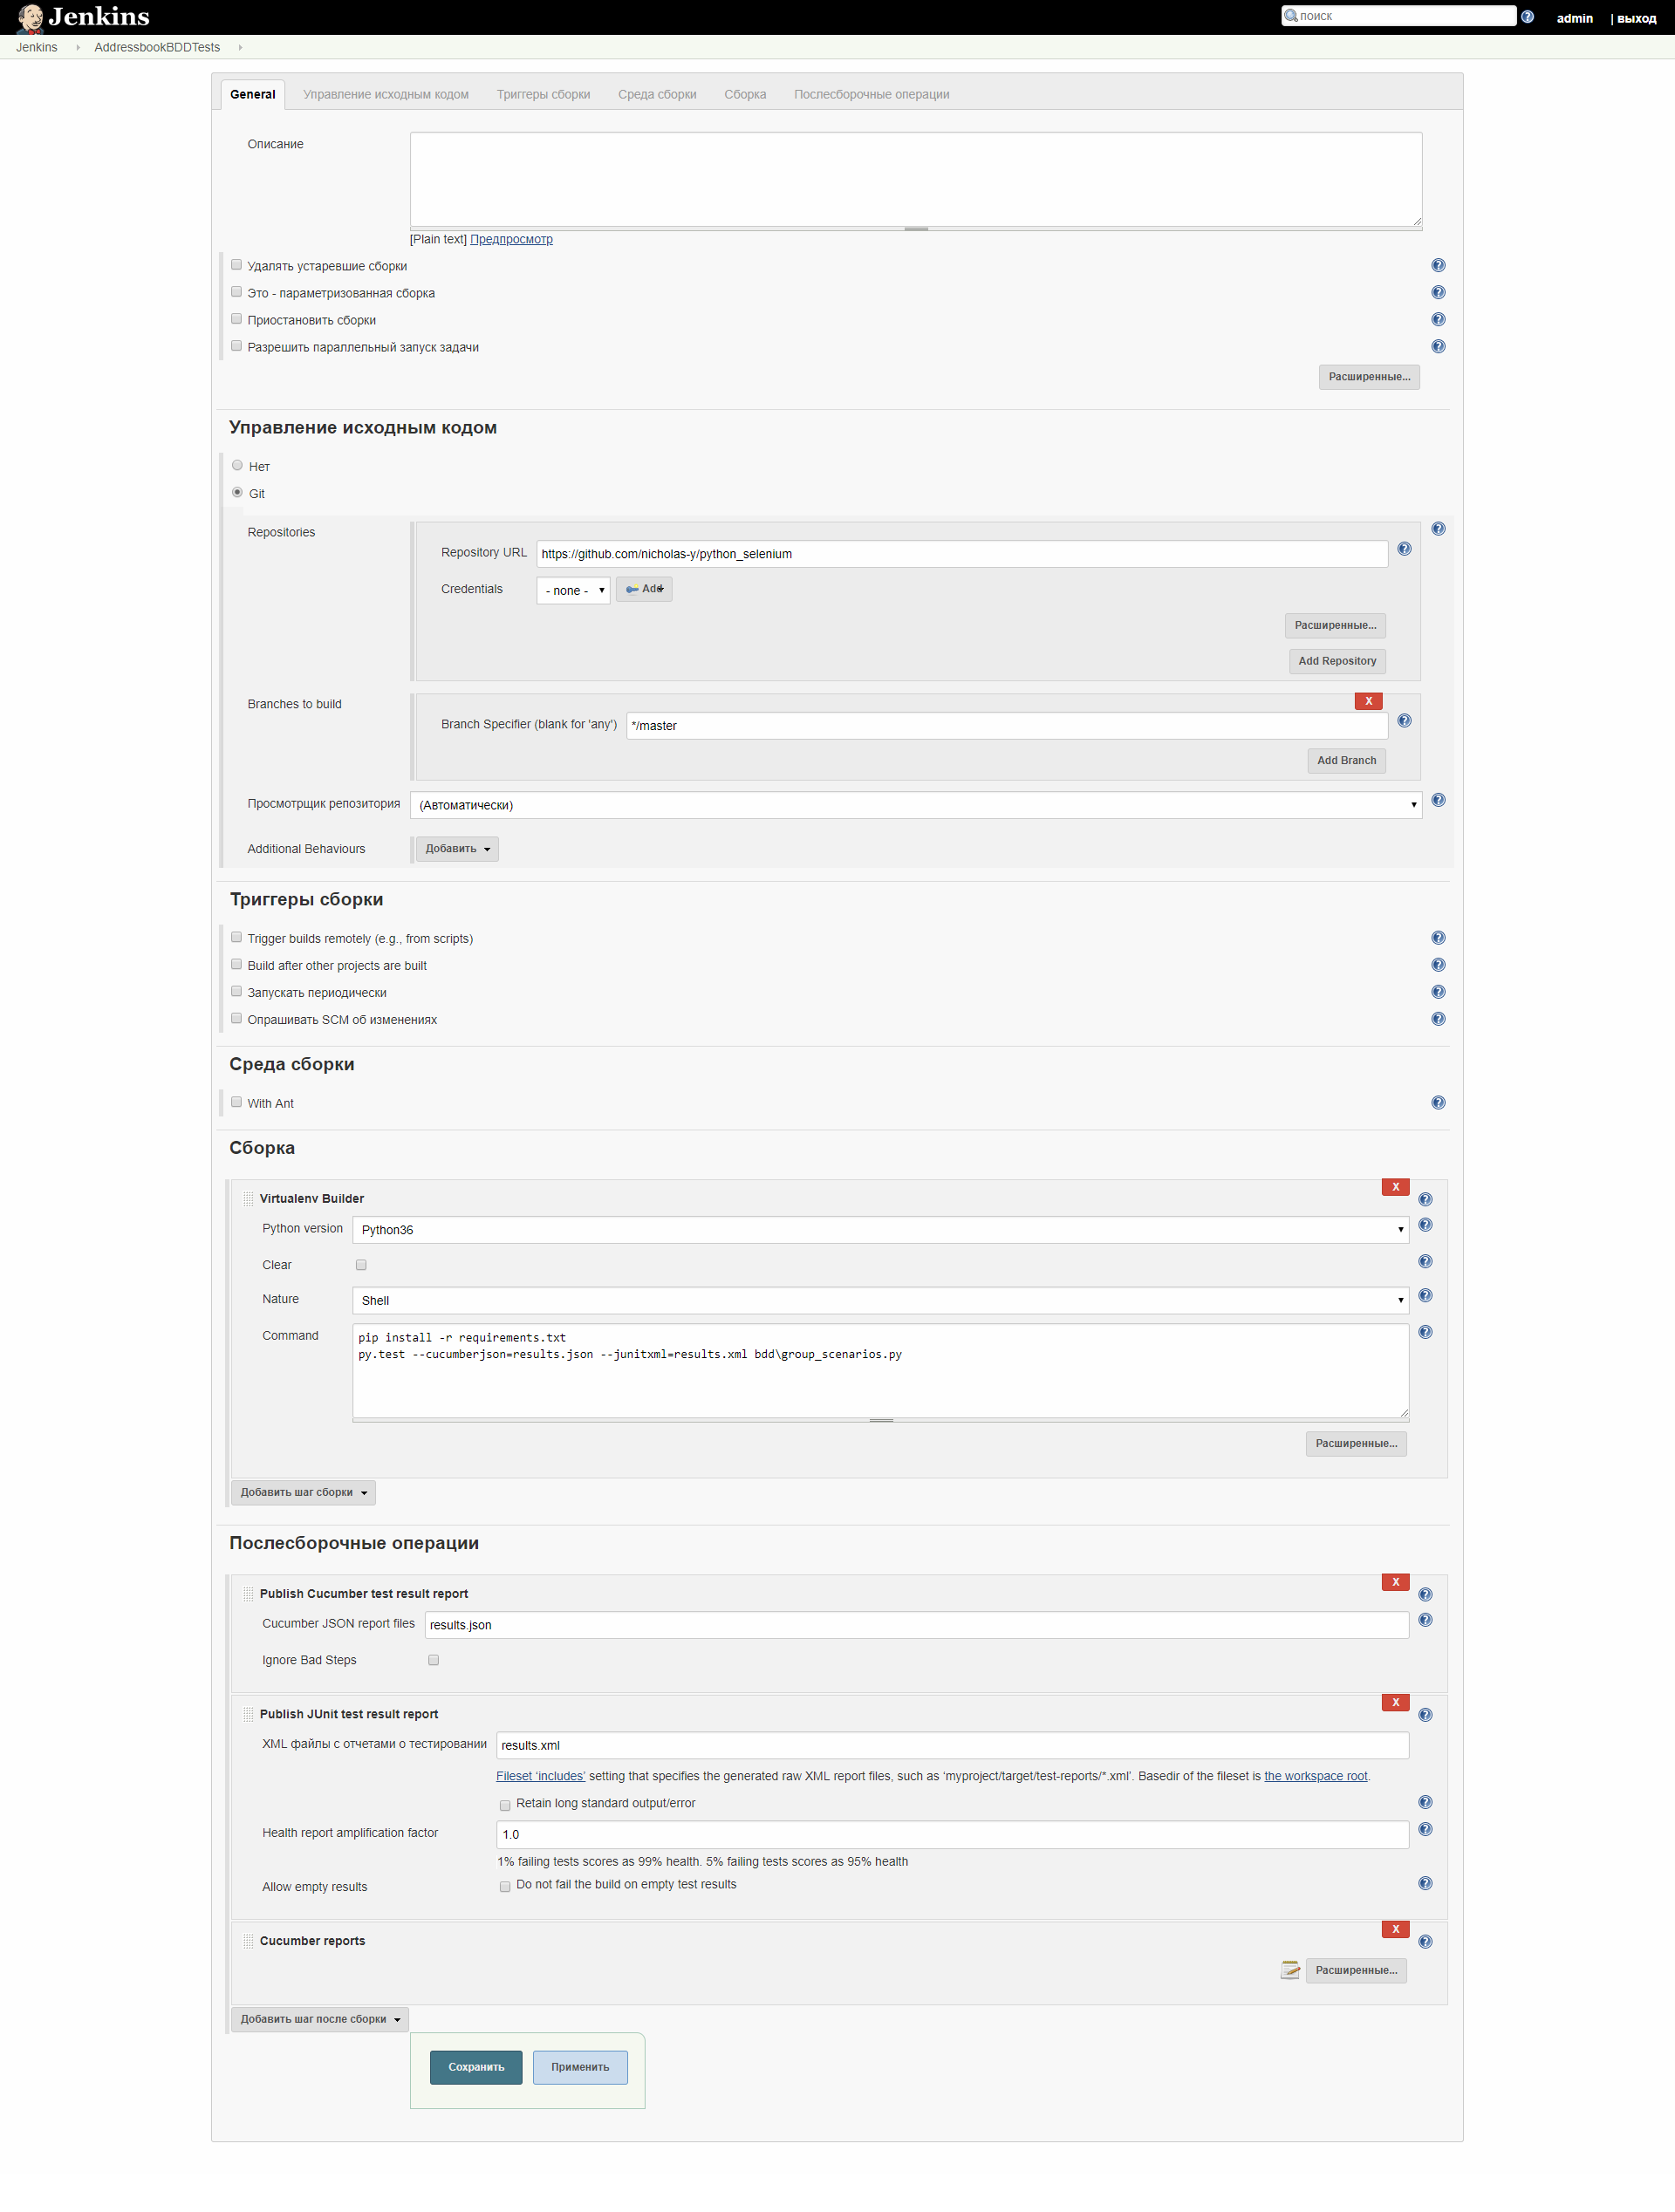 Jenkins
поиск
admin
| выход
Jenkins
AddressbookBDDTests
General
Управление исходным кодом
Триггеры сборки
Среда сборки
Сборка
Послесборочные операции
Описание
[Plain text] Предпросмотр
Удалять устаревшие сборки
Это - параметризованная сборка
Приостановить сборки
Разрешить параллельный запуск задачи
Расширенные...
Управление исходным кодом
Нет
Git
Repositories
Repository URL
https://github.com/nicholas-y/python_selenium
Credentials
- none -
Add
Расширенные...
Add Repository
Branches to build
X
Branch Specifier (blank for 'any')
*/master
Add Branch
Просмотрщик репозитория
(Автоматически)
Additional Behaviours
Добавить
Триггеры сборки
Trigger builds remotely (e.g., from scripts)
Build after other projects are built
Запускать периодически
Опрашивать SCM об изменениях
Среда сборки
With Ant
Сборка
X
Virtualenv Builder
Python version
Python36
Clear
Nature
Shell
Command
pip install -r requirements.txt
py.test --cucumberjson=results.json --junitxml=results.xml bdd\group_scenarios.py
Расширенные...
Добавить шаг сборки
Послесборочные операции
X
Publish Cucumber test result report
Cucumber JSON report files
results.json
Ignore Bad Steps
X
Publish JUnit test result report
XML файлы с отчетами о тестировании
results.xml
Fileset ‘includes’ setting that specifies the generated raw XML report files, such as ‘myproject/target/test-reports/*.xml’. Basedir of the fileset is the workspace root.
Retain long standard output/error
Health report amplification factor
1.0
1% failing tests scores as 99% health. 5% failing tests scores as 95% health
Allow empty results
Do not fail the build on empty test results
X
Cucumber reports
Расширенные...
Добавить шаг после сборки
Сохранить
Применить